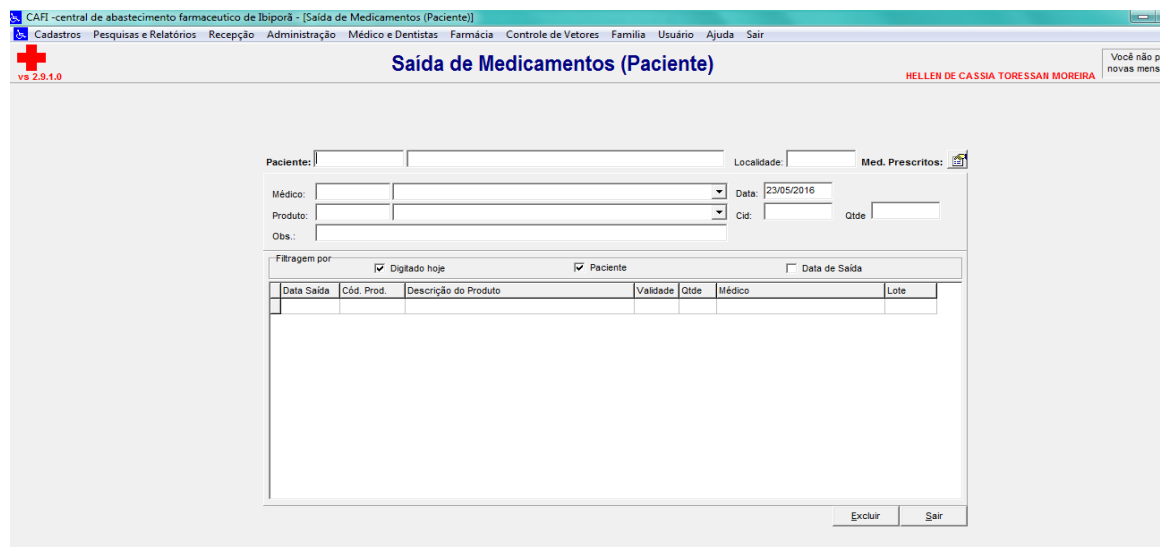 CAFI -central de abastecimento farmaceutico de Ibiporã - [Saída de Medicamentos (Paciente)]
Cadastros Pesquisas e Relatórios Recepção Administração Médico e Dentistas Farmácia Controle de Vetores Familia Usuário Ajuda Sair
Saída de Medicamentos (Paciente)
Você não p
novas mens
vs 2.9.1.0
HELLEN DE CASSIA TORESSAN MOREIRA
Paciente: Localidade: Med. Prescritos:
Médico: Data: 23/05/2016
Produto: Cid: Qtde
Obs.:
Filtragem por
Digitado hoje Paciente Data de Saída
Data Saída Cód. Prod. Descrição do Produto Validade Qtde Médico Lote
Excluir Sair